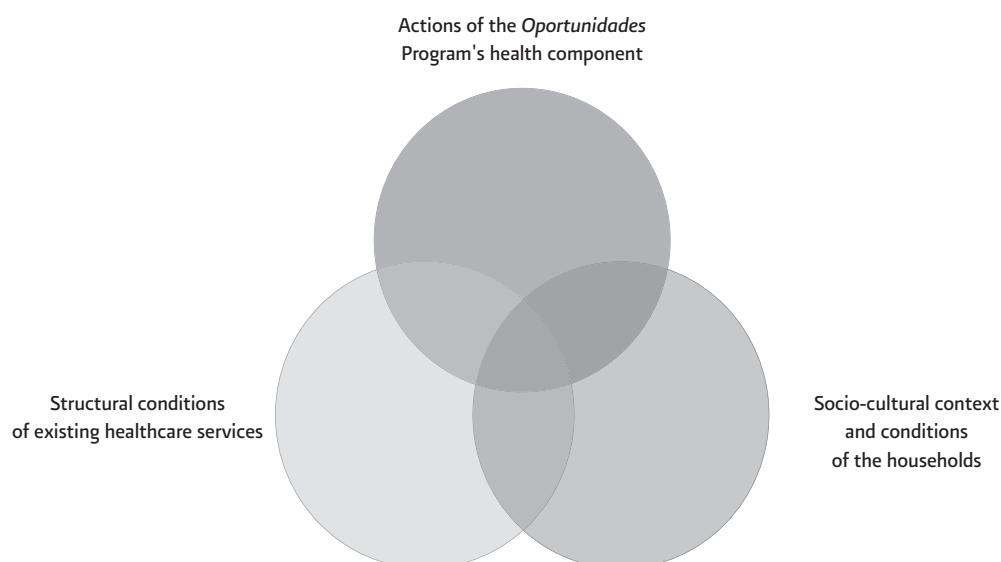 Actions of the Oportunidades
Program's health component
Structural conditions
of existing healthcare services
Socio-cultural context
and conditions
of the households